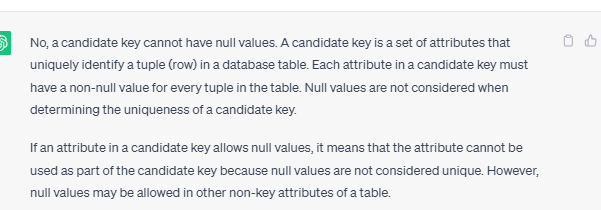 No, a candidate key cannot have null values. A candidate key is a set of attributes that
uniquely identify a tuple (row) in a database table. Each attribute in a candidate key must
have a non-null value for every tuple in the table. Null values are not considered when
determining the uniqueness of a candidate key.
If an attribute in a candidate key allows null values, it means that the attribute cannot be
used as part of the candidate key because null values are not considered unique. However,
null values may be allowed in other non-key attributes of a table.